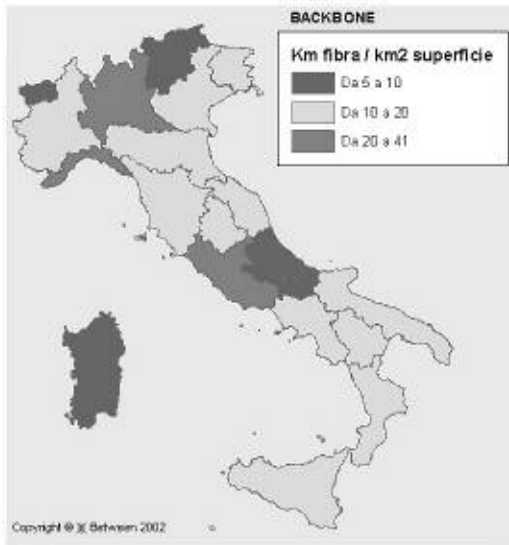 BACKBONE
Km fibra / km2 superficie
Da 5 a 10
Da 10 a 20
Da 20 a 41
Copyright © Between 2002